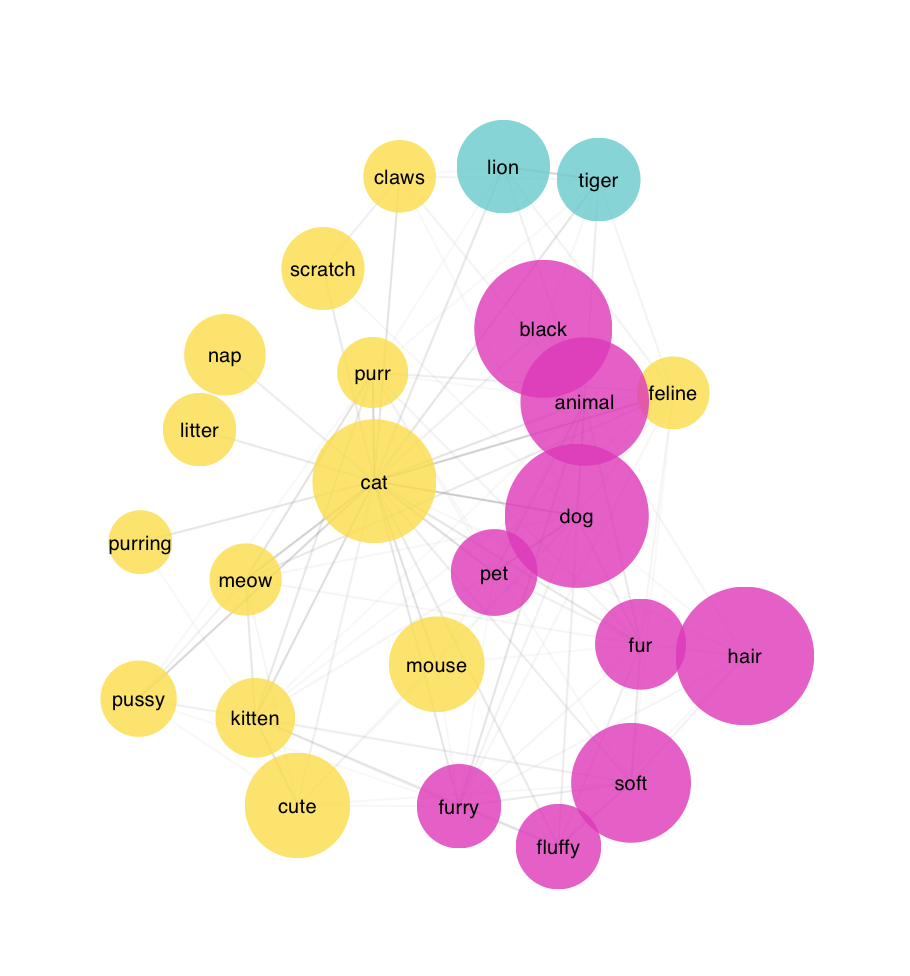 lion
claws
tiger
scratch
black
nap
purr
feline
animal
litter
cat
dog
purring
pet
meow
fur
hair
mouse
pussy
kitten
soft
cute
furry
fluffy